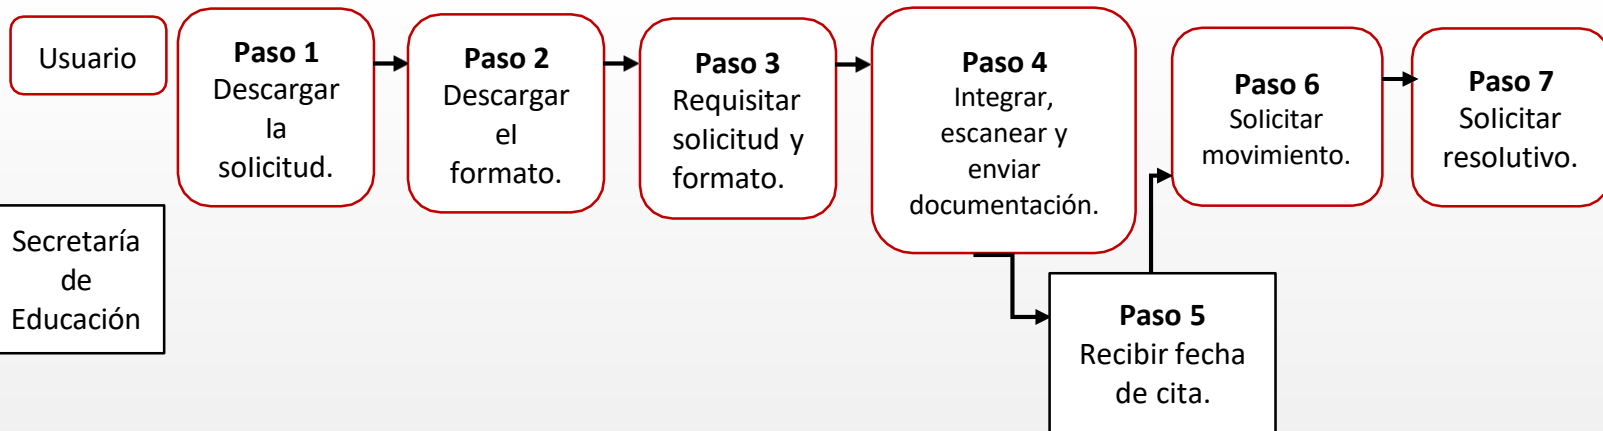 Usuario
Paso 1
Descargar
la
solicitud.
Paso 2
Descargar
el
formato.
Paso 3
Requisitar
solicitud y
formato.
Paso 4
Integrar,
escanear y
enviar
documentación.
Paso 6
Solicitar
movimiento.
Paso 7
Solicitar
resolutivo.
Secretaría
de
Educación
Paso 5
Recibir fecha
de cita.